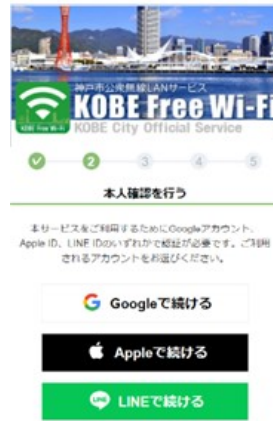 神戸市公衆無線LANサービス
KOBE Free Wi-Fi
KOBE Free Wi-Fi
KOBE City Official Service
2
3
4
5
本人確認を行う
本サービスをご利用するためにGoogleアカウント、
Apple ID、LINE IDのいずれかで認証が必要です。ご利用
されるアカウントをお選びください。
G Googleで続ける
Appleで続ける
LINE LINEで続ける